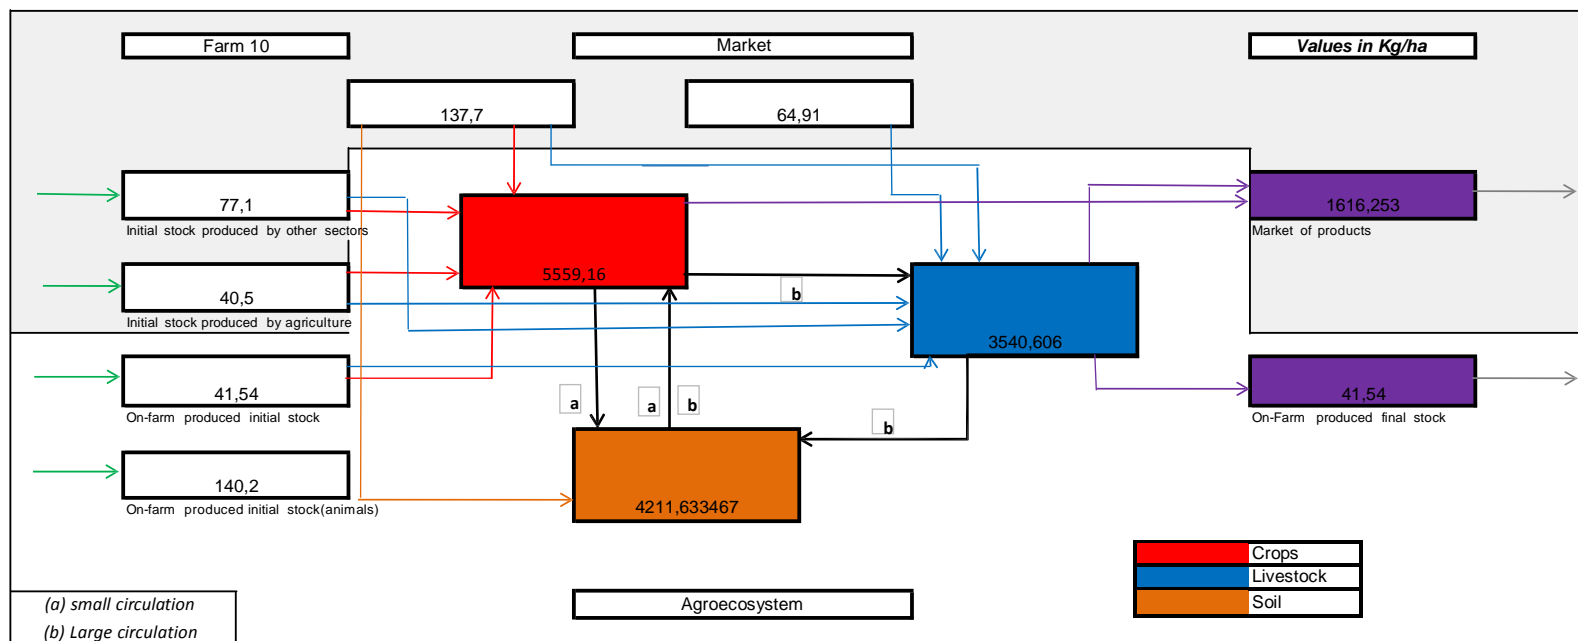 Farm 10
Market
Values in Kg/ha
137,7
64,91
77,1
Initial stock produced by other sectors
5559,16
1616,253
Market of products
40,5
Initial stock produced by agriculture
b
3540,606
41,54
On-farm produced initial stock
a
a
b
b
41,54
On-Farm produced final stock
140,2
On-farm produced initial stock(animals)
4211,633467
Crops
Livestock
Soil
(a) small circulation
(b) Large circulation
Agroecosystem